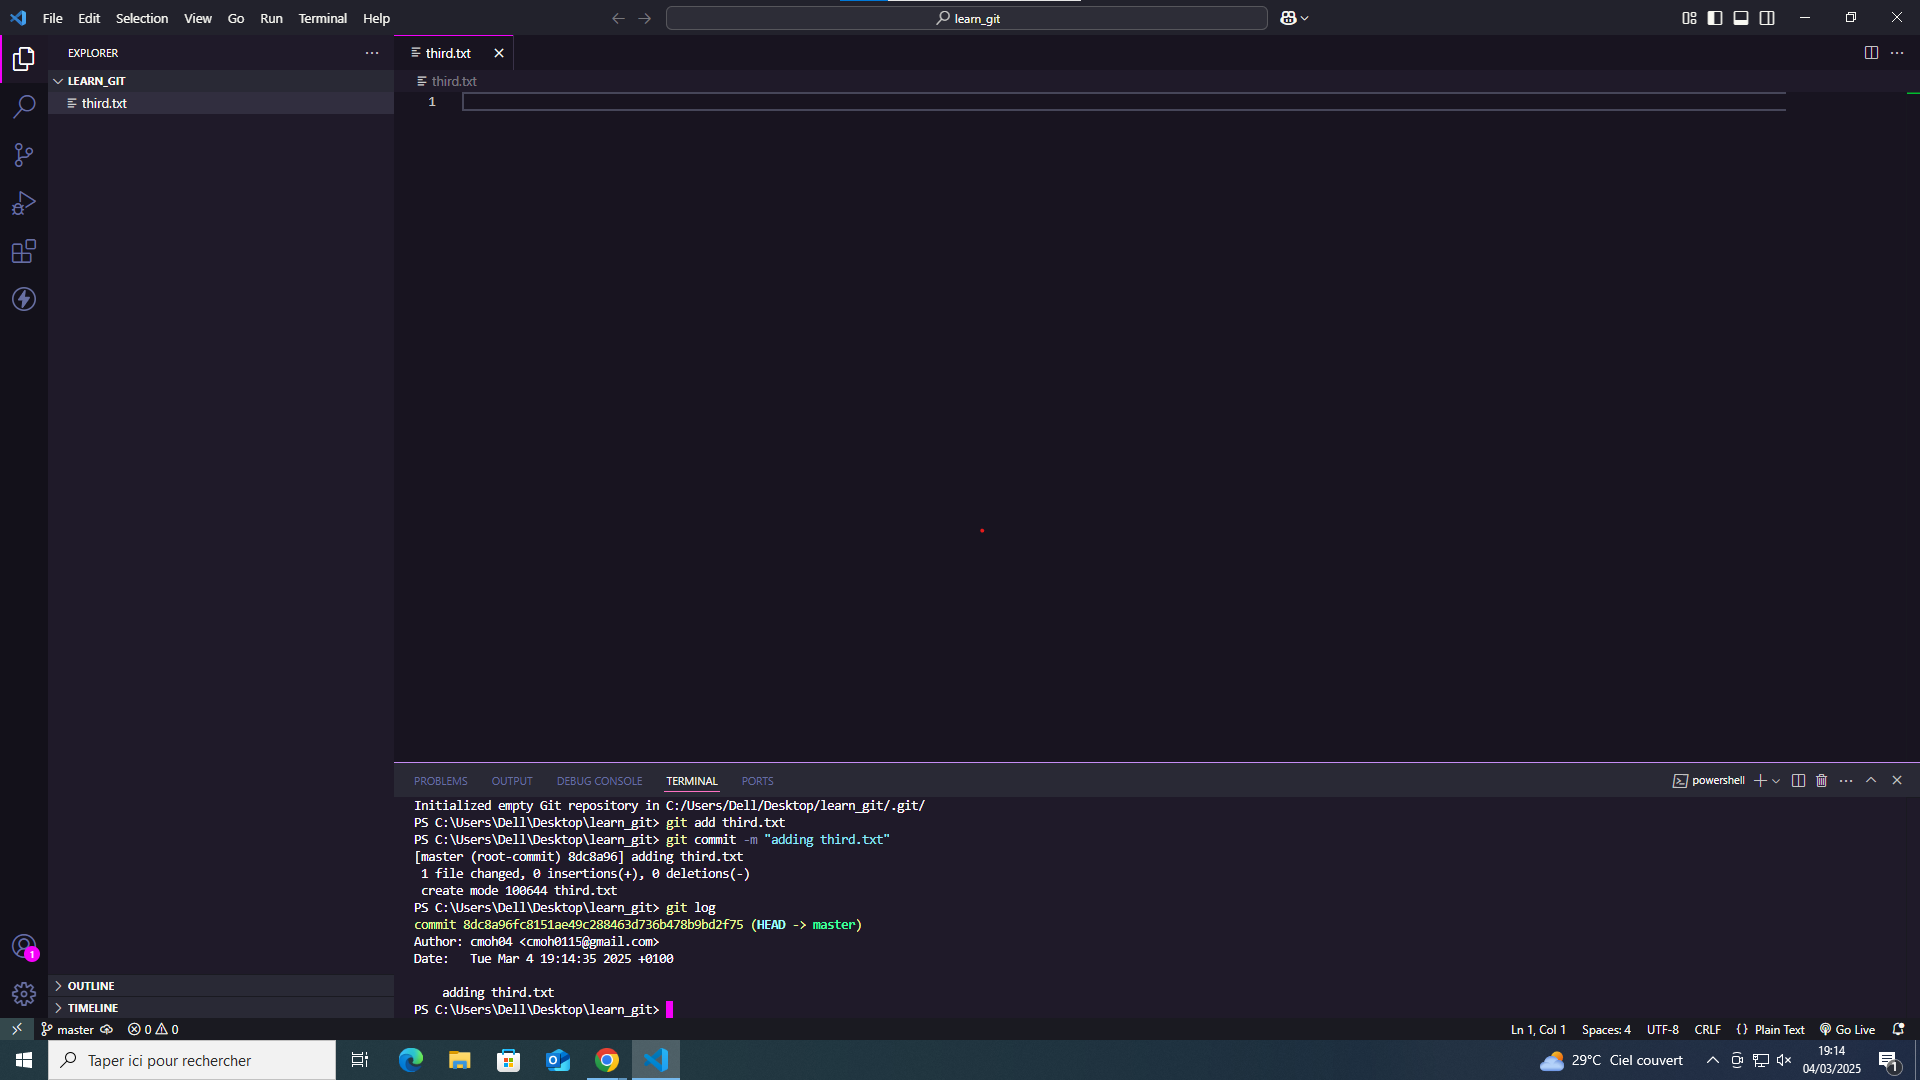 File Edit Selection View Go Run Terminal Help
learn_git
EXPLORER
LEARN_GIT
third.txt
third.txt
third.txt
1
PROBLEMS OUTPUT DEBUG CONSOLE TERMINAL PORTS
powershell
Initialized empty Git repository in C:/Users/Dell/Desktop/learn_git/.git/
PS C:\Users\Dell\Desktop\learn_git> git add third.txt
PS C:\Users\Dell\Desktop\learn_git> git commit -m "adding third.txt"
[master (root-commit) 8dc8a96] adding third.txt
1 file changed, 0 insertions(+), 0 deletions(-)
create mode 100644 third.txt
PS C:\Users\Dell\Desktop\learn_git> git log
commit 8dc8a96fc8151ae49c288463d736b478b9bd2f75 (HEAD -> master)
Author: cmoh04 <cmoh0115@gmail.com>
Date:   Tue Mar 4 19:14:35 2025 +0100
adding third.txt
PS C:\Users\Dell\Desktop\learn_git>
1
OUTLINE
TIMELINE
master 0 0
Ln 1, Col 1 Spaces: 4 UTF-8 CRLF {} Plain Text Go Live
Taper ici pour rechercher
29°C Ciel couvert
19:14
04/03/2025
1